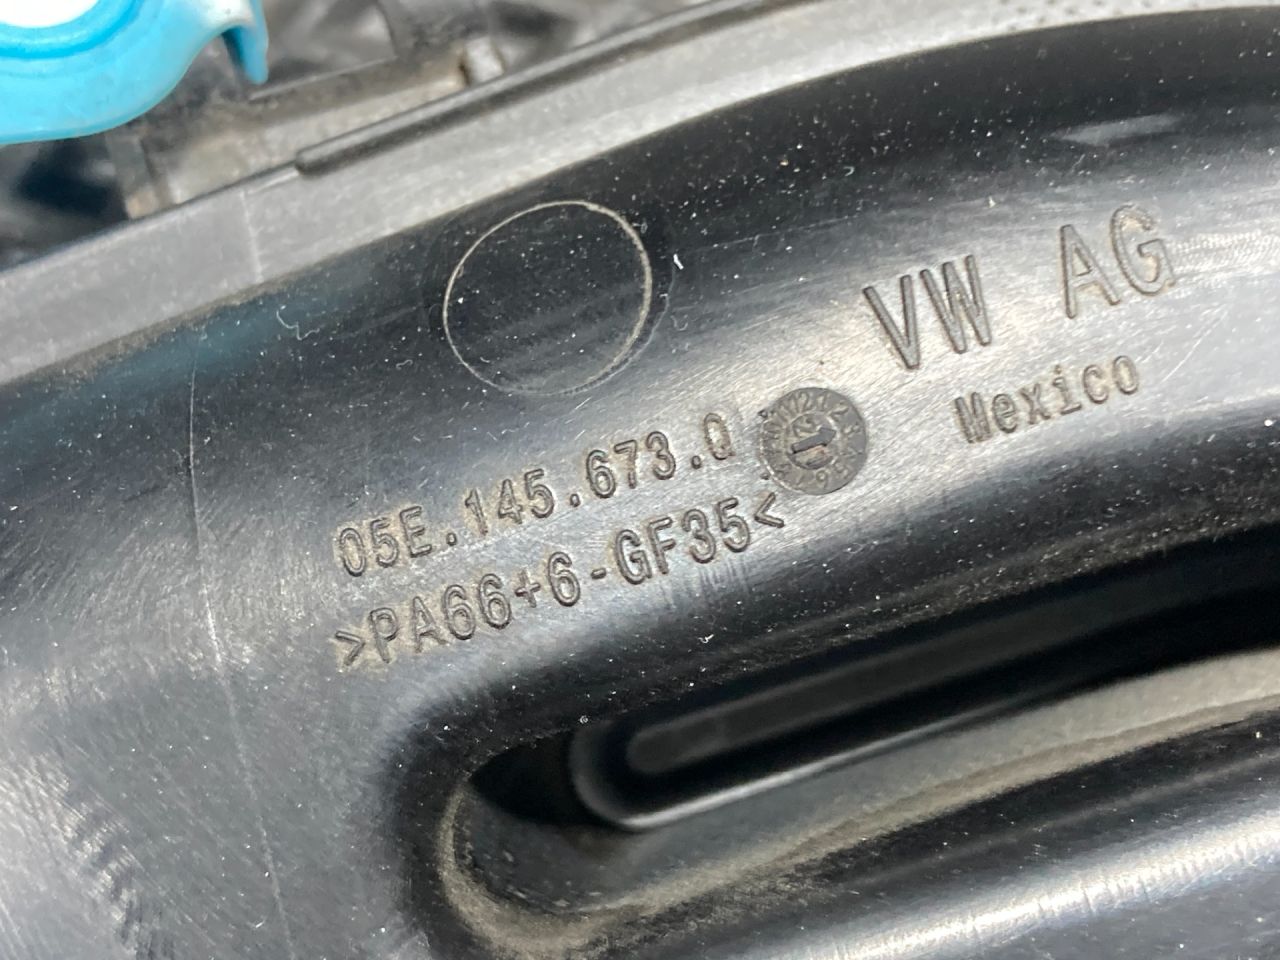 VW AG
Mexico
05E.145.673.Q
>PA66+6-GF35<